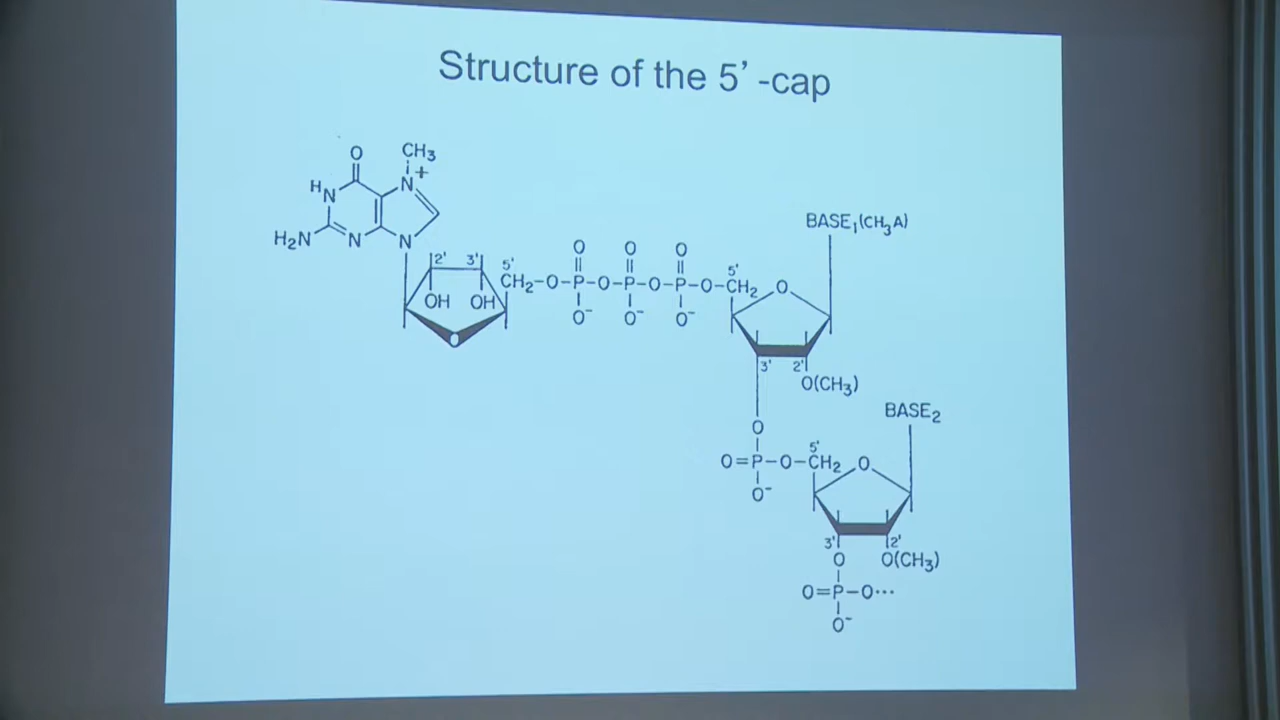 Structure of the 5’ -cap
O CH3
HN N+
H2N N N
2' 3' 5'
CH2-O-P-O-P-O-P-O-CH2 O
O O O
OH OH
O- O- O-
O
5'
BASE1(CH3A)
3' 2'
O(CH3)
BASE2
O
5'
O=P-O-CH2 O
O-
3' 2'
O O(CH3)
O=P-O···
O-